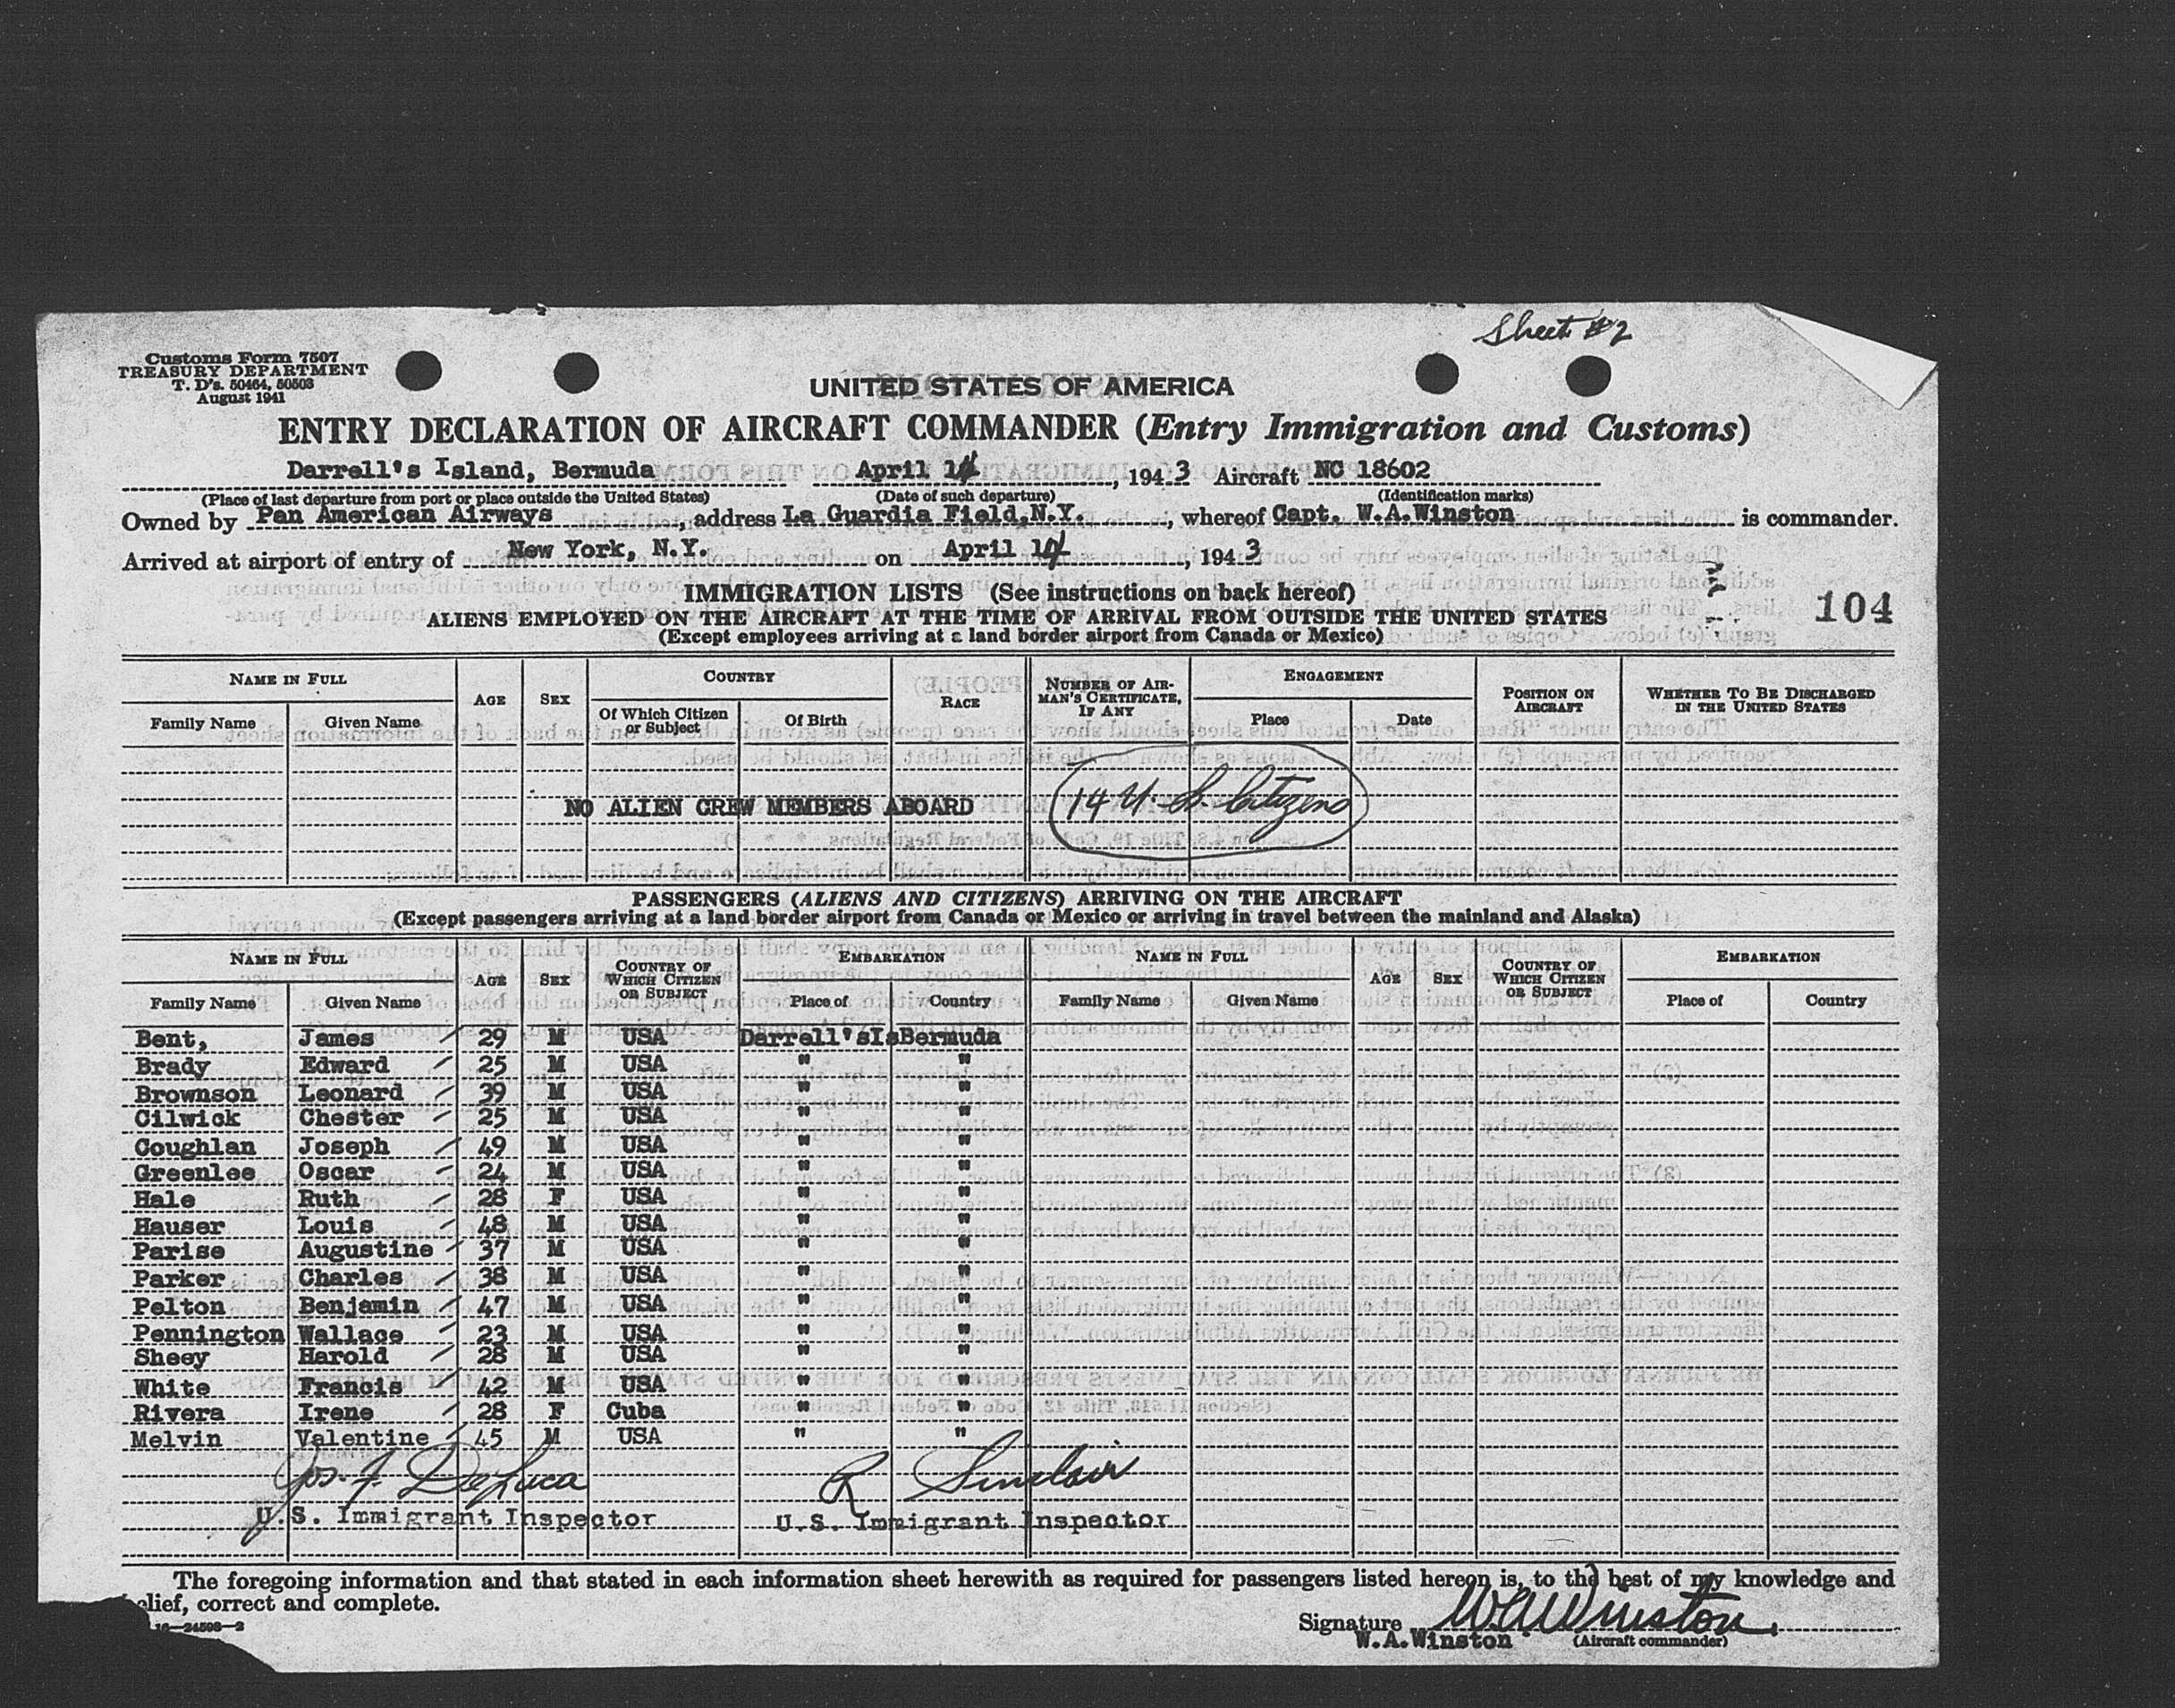 Sheet #2
Customs Form 7507
TREASURY DEPARTMENT
T. D's. 50464, 50503
August 1941
UNITED STATES OF AMERICA
ENTRY DECLARATION OF AIRCRAFT COMMANDER (Entry Immigration and Customs)
Darrell's Island, Bermuda April 14, 1943 Aircraft NC 18602
(Place of last departure from port or place outside the United States) (Date of such departure) (Identification marks)
Owned by Pan American Airways, address La Guardia Field, N.Y., whereof Capt. W.A.Winston is commander.
Arrived at airport of entry of New York, N.Y. on April 14, 1943
IMMIGRATION LISTS (See instructions on back hereof)
104
ALIENS EMPLOYED ON THE AIRCRAFT AT THE TIME OF ARRIVAL FROM OUTSIDE THE UNITED STATES
(Except employees arriving at a land border airport from Canada or Mexico)
NAME IN FULL AGE SEX COUNTRY RACE NUMBER OF AIRMAN'S CERTIFICATE, IF ANY ENGAGEMENT POSITION ON AIRCRAFT WHETHER TO BE DISCHARGED IN THE UNITED STATES
Family Name Given Name Of Which Citizen or Subject Of Birth Place Date
NO ALIEN CREW MEMBERS ABOARD 14 U.S. Citizens
PASSENGERS (ALIENS AND CITIZENS) ARRIVING ON THE AIRCRAFT
(Except passengers arriving at a land border airport from Canada or Mexico or arriving in travel between the mainland and Alaska)
NAME IN FULL AGE SEX COUNTRY OF WHICH CITIZEN OR SUBJECT EMBARKATION NAME IN FULL AGE SEX COUNTRY OF WHICH CITIZEN OR SUBJECT EMBARKATION
Family Name Given Name Place of Country Family Name Given Name Place of Country
Bent, James 29 M USA Darrell'sIs Bermuda
Brady Edward 25 M USA " "
Brownson Leonard 39 M USA " "
Cilwick Chester 25 M USA " "
Coughlan Joseph 49 M USA " "
Greenlee Oscar 24 M USA " "
Hale Ruth 28 F USA " "
Hauser Louis 48 M USA " "
Parise Augustine 37 M USA " "
Parker Charles 38 M USA " "
Pelton Benjamin 47 M USA " "
Pennington Wallace 23 M USA " "
Sheey Harold 28 M USA " "
White Francis 42 M USA " "
Rivera Irene 28 F Cuba " "
Melvin Valentine 45 M USA " "
Jos. F. DeLuca R Sinclair
U.S. Immigrant Inspector U.S. Immigrant Inspector
The foregoing information and that stated in each information sheet herewith as required for passengers listed hereon is, to the best of my knowledge and
elief, correct and complete.
16—24598—2
Signature W.A.Winston
W.A.Winston (Aircraft commander)